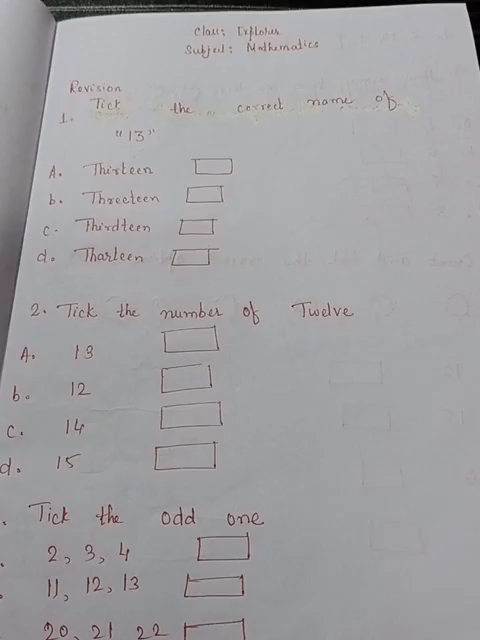 Class: Explorer
Subject: Mathematics
Revision
1. Tick the correct name of
"13"
A. Thirteen
b. Threeteen
c. Thirdteen
d. Tharteen
2. Tick the number of Twelve
A. 13
b. 12
c. 14
d. 15
. Tick the odd one
. 2, 3, 4
. 11, 12, 13
20, 21, 22